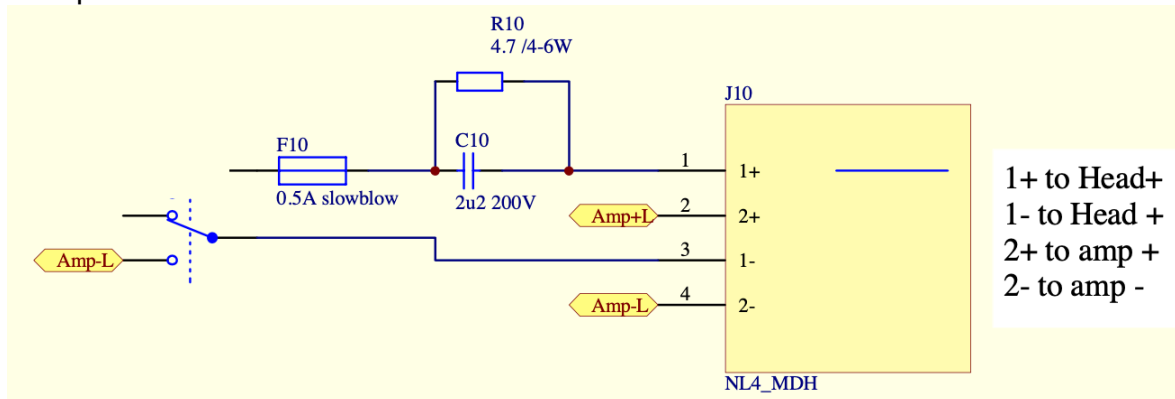 R10
4.7 /4-6W
J10
F10
C10
0.5A slowblow
2u2 200V
1
1+
Amp+L
2
2+
Amp-L
3
1-
Amp-L
4
2-
NL4_MDH
1+ to Head+
1- to Head +
2+ to amp +
2- to amp -